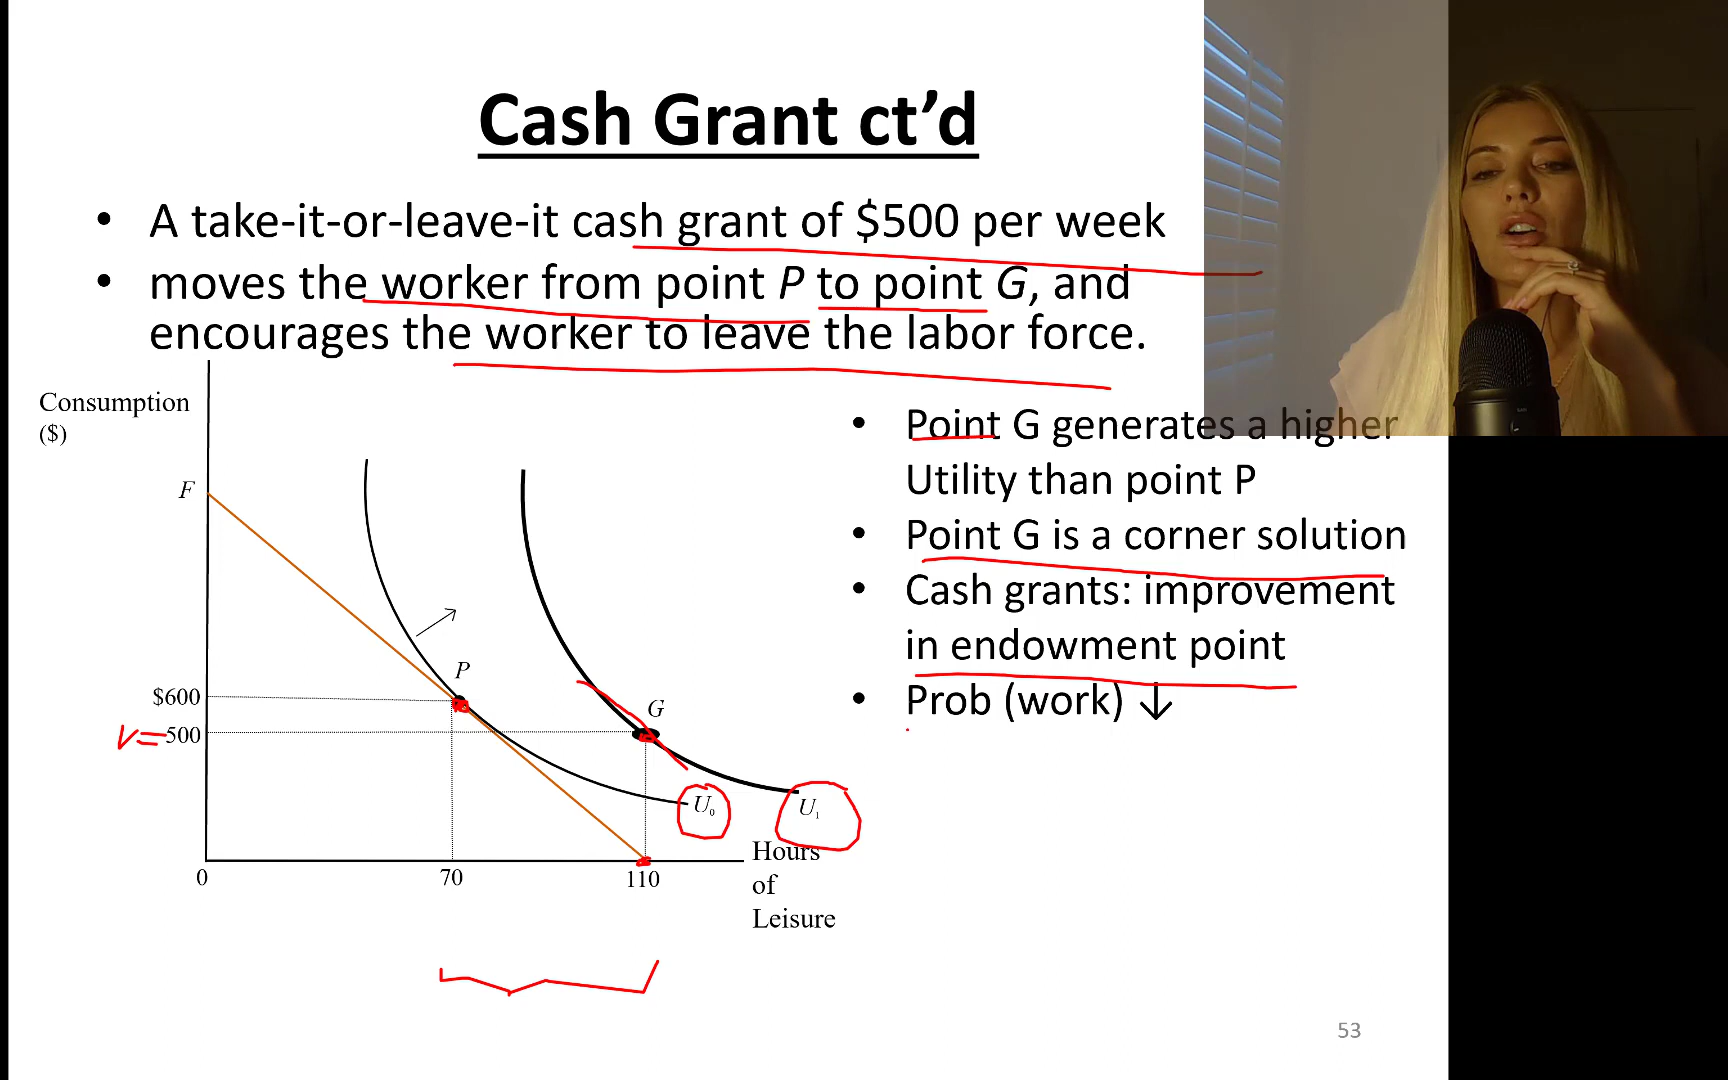 Cash Grant ct’d
• A take-it-or-leave-it cash grant of $500 per week
• moves the worker from point P to point G, and
encourages the worker to leave the labor force.
Consumption
($)
F
P
$600
V=500
G
U₀
U₁
0
70
110
Hours
of
Leisure
• Point G generates a higher
Utility than point P
• Point G is a corner solution
• Cash grants: improvement
in endowment point
• Prob (work) ↓
53